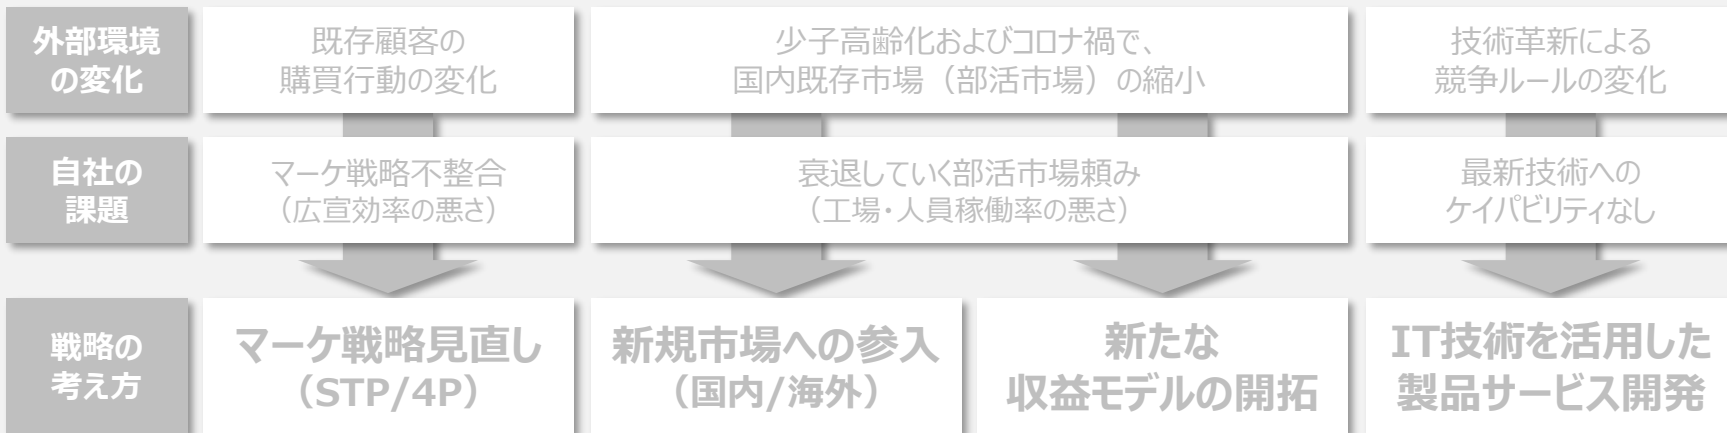 外部環境
の変化
既存顧客の
購買行動の変化
少子高齢化およびコロナ禍で、
国内既存市場（部活市場）の縮小
技術革新による
競争ルールの変化
自社の
課題
マーケ戦略不整合
（広宣効率の悪さ）
衰退していく部活市場頼み
（工場・人員稼働率の悪さ）
最新技術への
ケイパビリティなし
戦略の
考え方
マーケ戦略見直し
（STP/4P）
新規市場への参入
（国内/海外）
新たな
収益モデルの開拓
IT技術を活用した
製品サービス開発